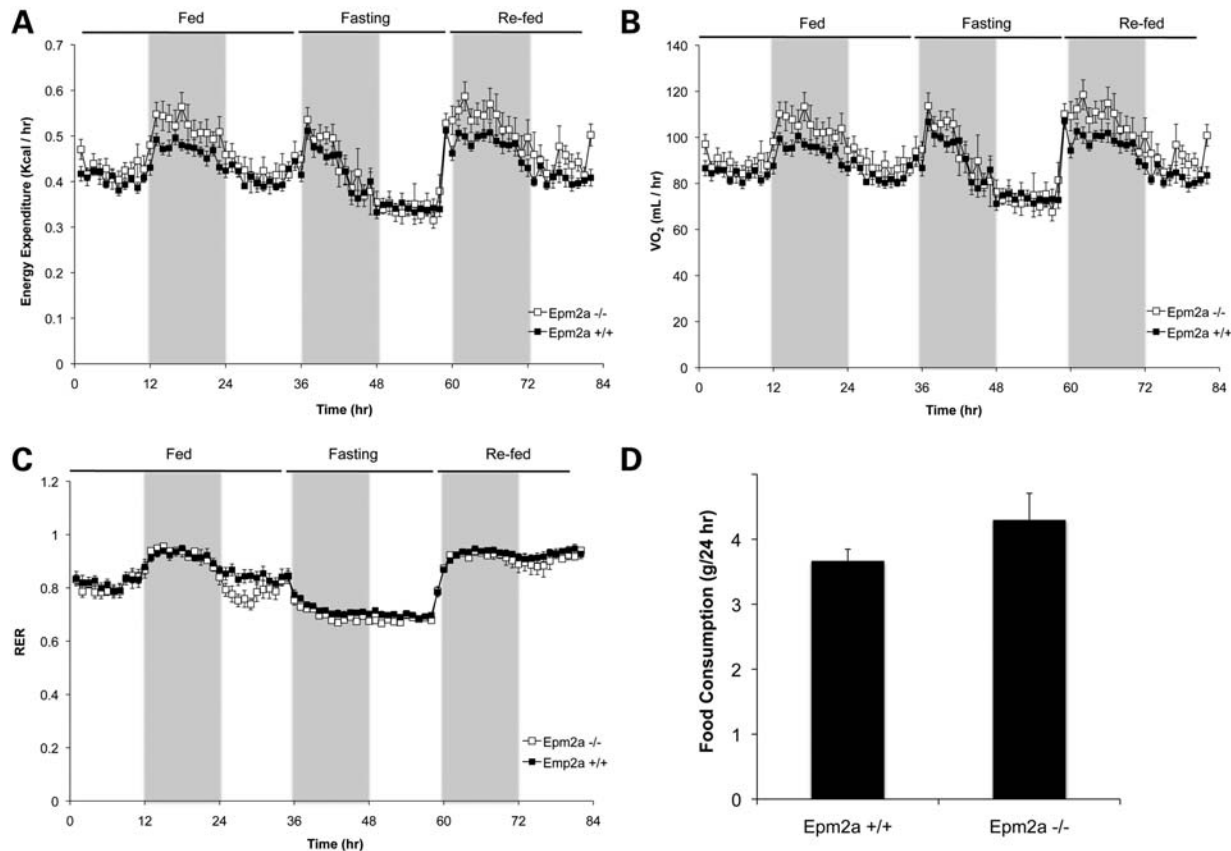 A
Fed Fasting Re-fed
Energy Expenditure (Kcal / hr)
0.7
0.6
0.5
0.4
0.3
0.2
0.1
0
Epm2a -/-
Epm2a +/+
0 12 24 36 48 60 72 84
Time (hr)
B
Fed Fasting Re-fed
VO2 (mL / hr)
140
120
100
80
60
40
20
0
Epm2a -/-
Epm2a +/+
0 12 24 36 48 60 72 84
Time (hr)
C
Fed Fasting Re-fed
RER
1.2
1
0.8
0.6
0.4
0.2
0
Epm2a -/-
Emp2a +/+
0 12 24 36 48 60 72 84
Time (hr)
D
Food Consumption (g/24 hr)
4
3
2
1
0
Epm2a +/+ Epm2a -/-